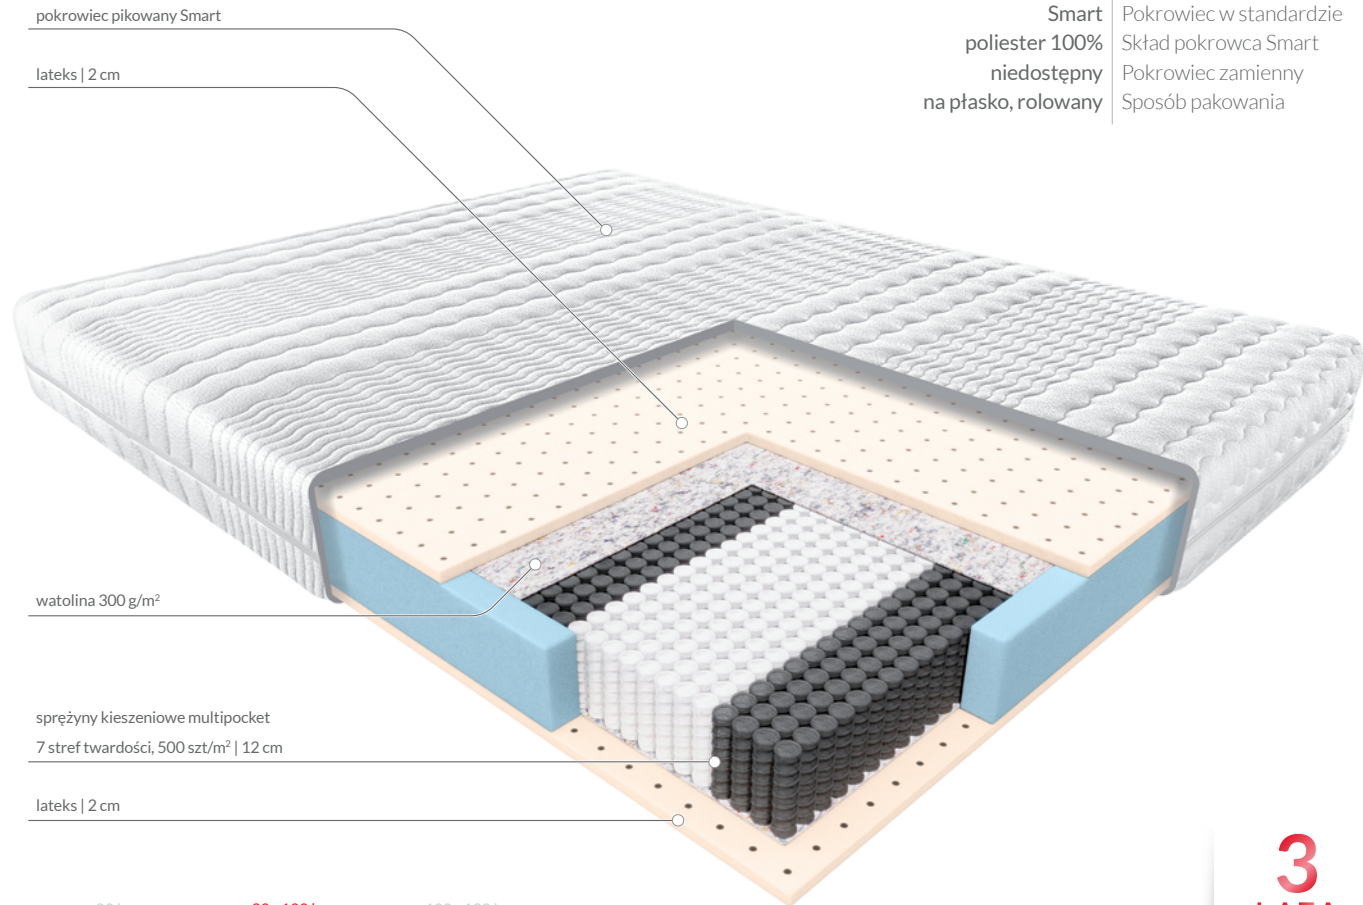 pokrowiec pikowany Smart
lateks | 2 cm
Smart | Pokrowiec w standardzie
poliester 100% | Skład pokrowca Smart
niedostępny | Pokrowiec zamienny
na płasko, rolowany | Sposób pakowania
watolina 300 g/m²
sprężyny kieszeniowe multipocket
7 stref twardości, 500 szt/m² | 12 cm
lateks | 2 cm
3